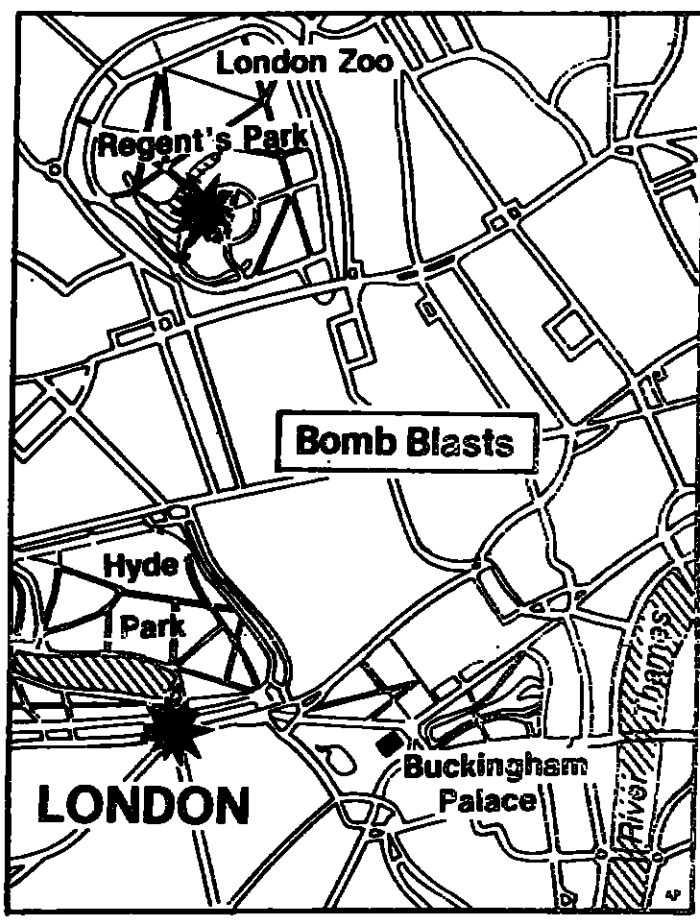 London Zoo
Regent's Park
Bomb Blasts
Hyde
Park
River Thames
Buckingham
Palace
LONDON
AP